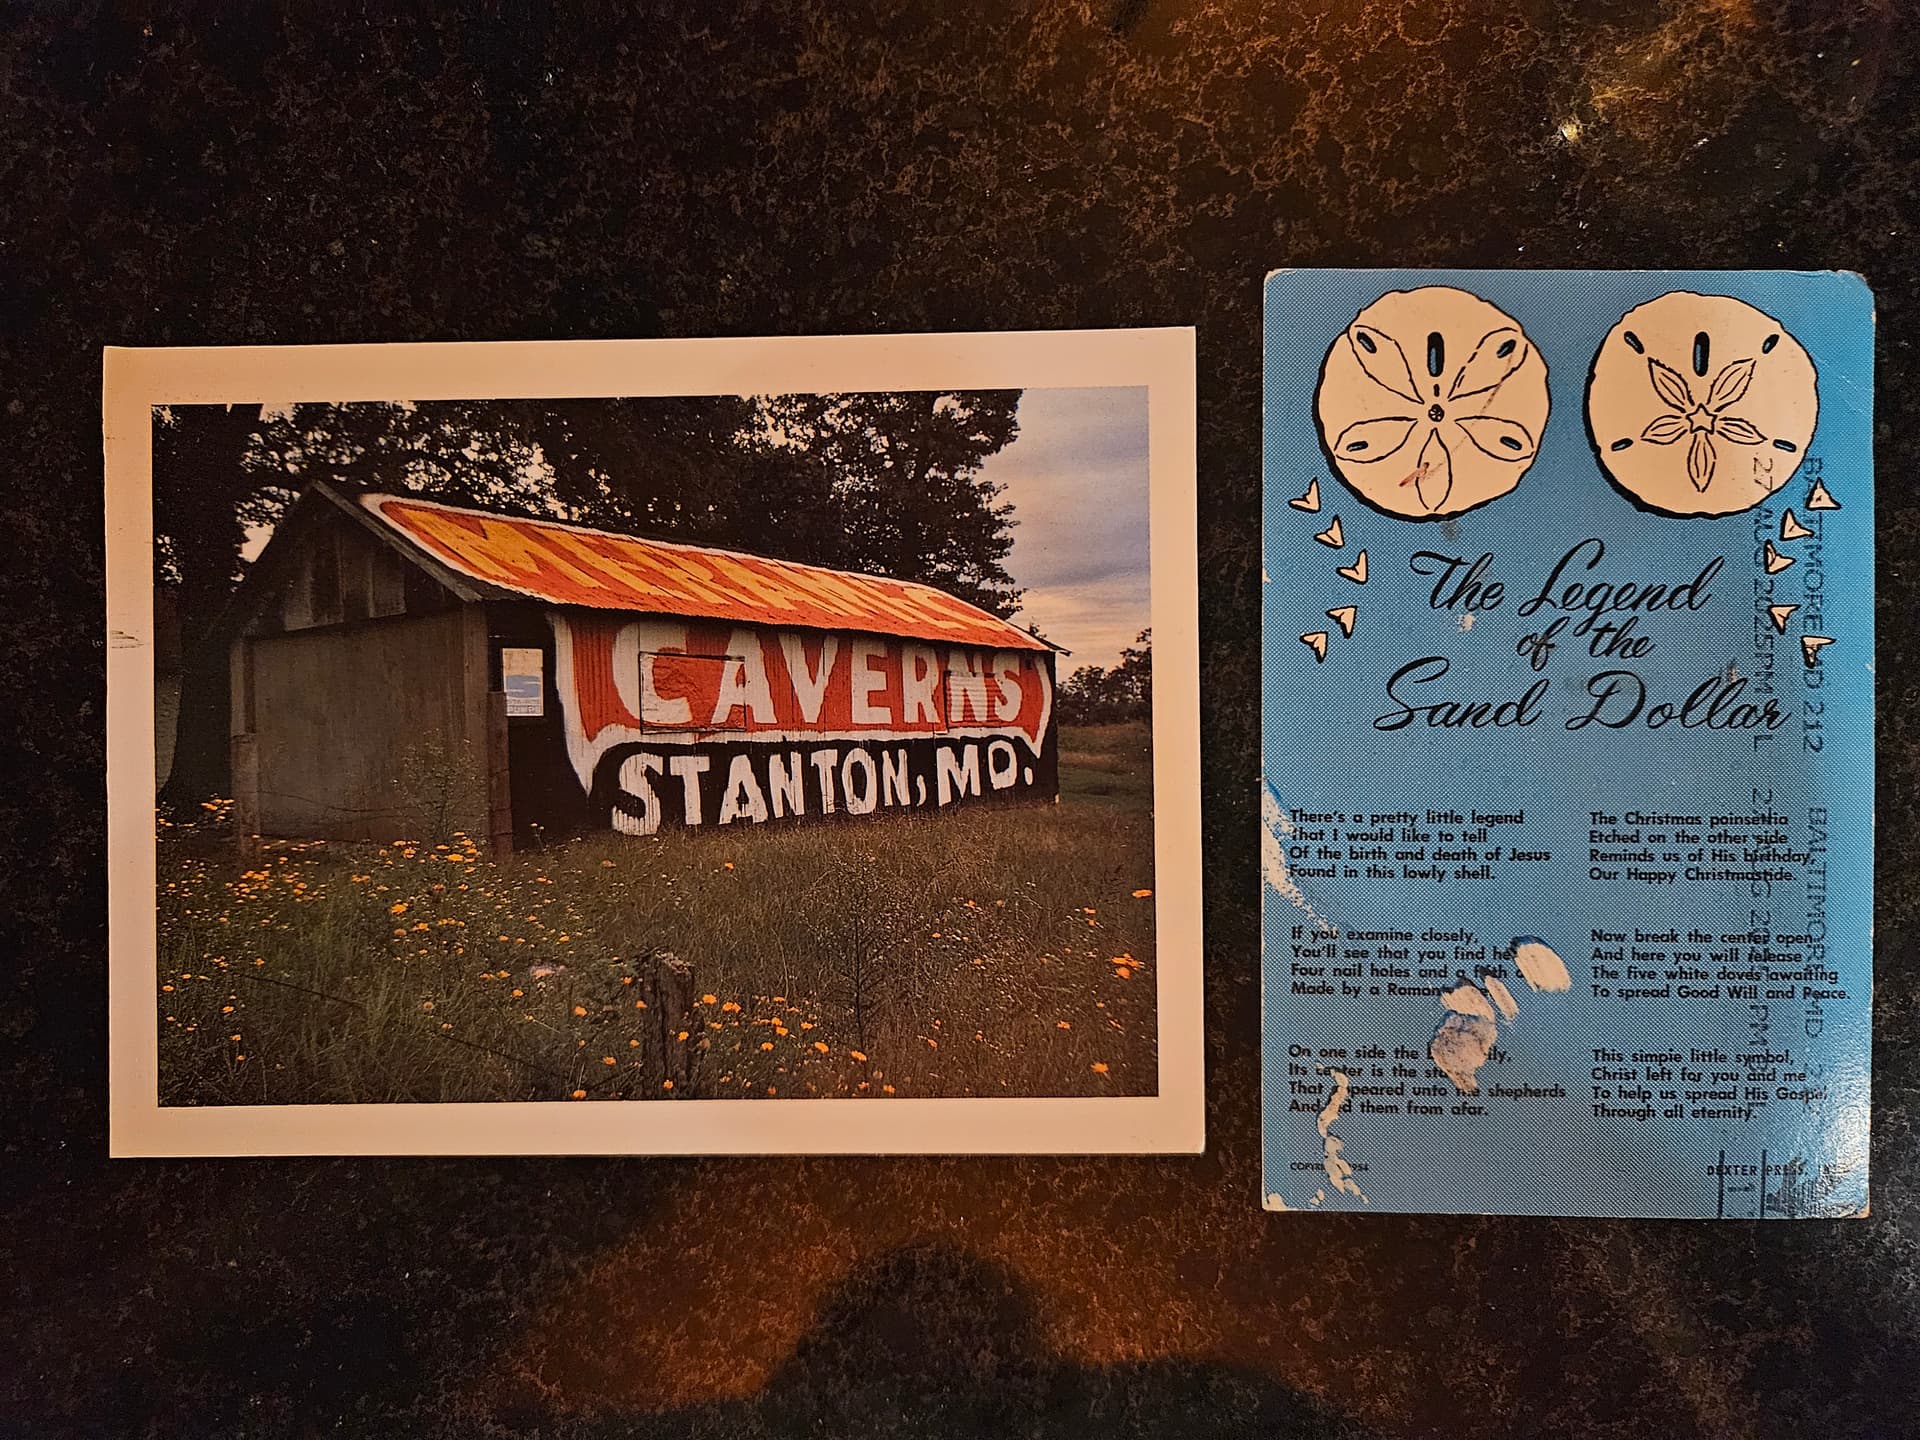 MERAMEC
CAVERNS
STANTON, MO.
The Legend
of the
Sand Dollar
There's a pretty little legend
that I would like to tell
Of the birth and death of Jesus
Found in this lowly shell.
If you examine closely,
You'll see that you find
Four nail holes and a
Made by a Roman
On one side the
Its center is the
That appeared unto the shepherds
And them from afar.
The Christmas poinsettia
Etched on the other side
Reminds us of His birthday,
Our Happy Christmastide.
Now break the center open
And here you will release
The five white doves awaiting
To spread Good Will and Peace.
This simple little symbol,
Christ left for you and me
To help us spread His Gospel
Through all eternity.
1954
DEXTER PRESS,
BALTIMORE MD 212
27 AUG 2025PM L
BALTIMORE MD